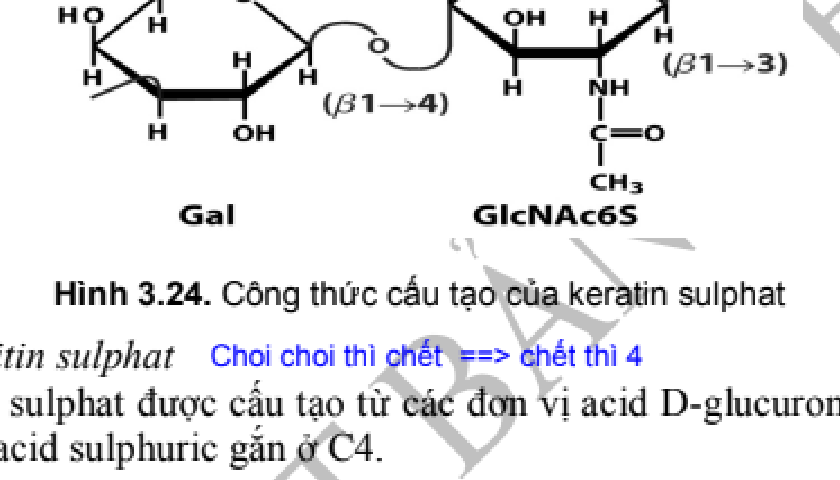 HO H OH H
H H H H (β1→3)
(β1→4) H NH
H OH C=O
CH₃
Gal GlcNAc6S
Hình 3.24. Công thức cấu tạo của keratin sulphat
itin sulphat Choi choi thì chết ==> chết thì 4
sulphat được cấu tạo từ các đơn vị acid D-glucuron
acid sulphuric gắn ở C4.